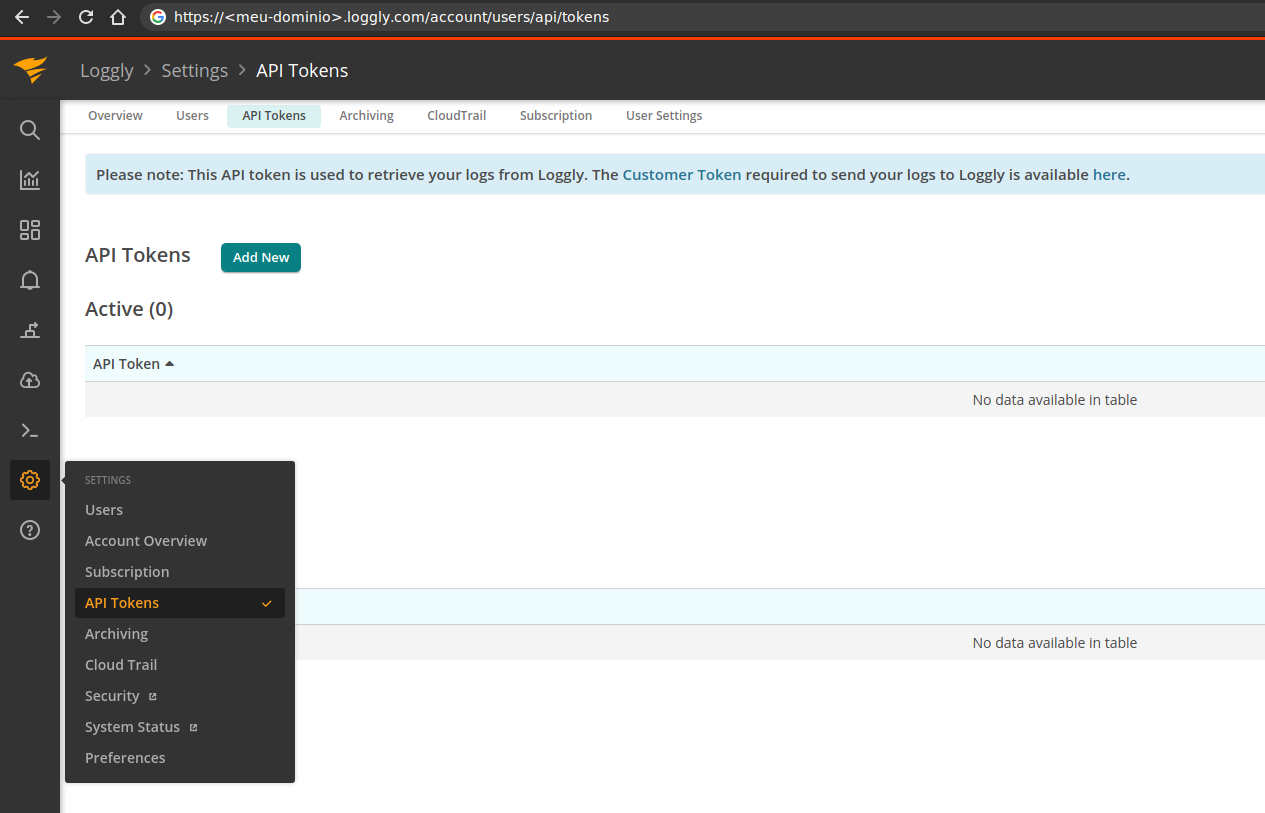 https://<meu-dominio>.loggly.com/account/users/api/tokens
Loggly > Settings > API Tokens
Overview Users API Tokens Archiving CloudTrail Subscription User Settings
Please note: This API token is used to retrieve your logs from Loggly. The Customer Token required to send your logs to Loggly is available here.
API Tokens Add New
Active (0)
API Token
No data available in table
SETTINGS
Users
Account Overview
Subscription
API Tokens
Archiving
No data available in table
Cloud Trail
Security
System Status
Preferences